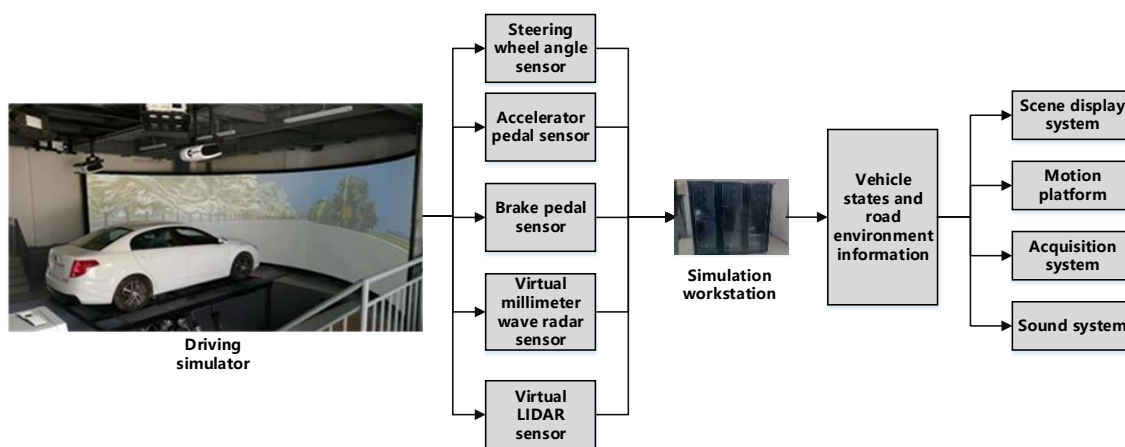 Driving
simulator
Steering
wheel angle
sensor
Accelerator
pedal sensor
Brake pedal
sensor
Virtual
millimeter
wave radar
sensor
Virtual
LIDAR
sensor
Simulation
workstation
Vehicle
states and
road
environment
information
Scene display
system
Motion
platform
Acquisition
system
Sound system